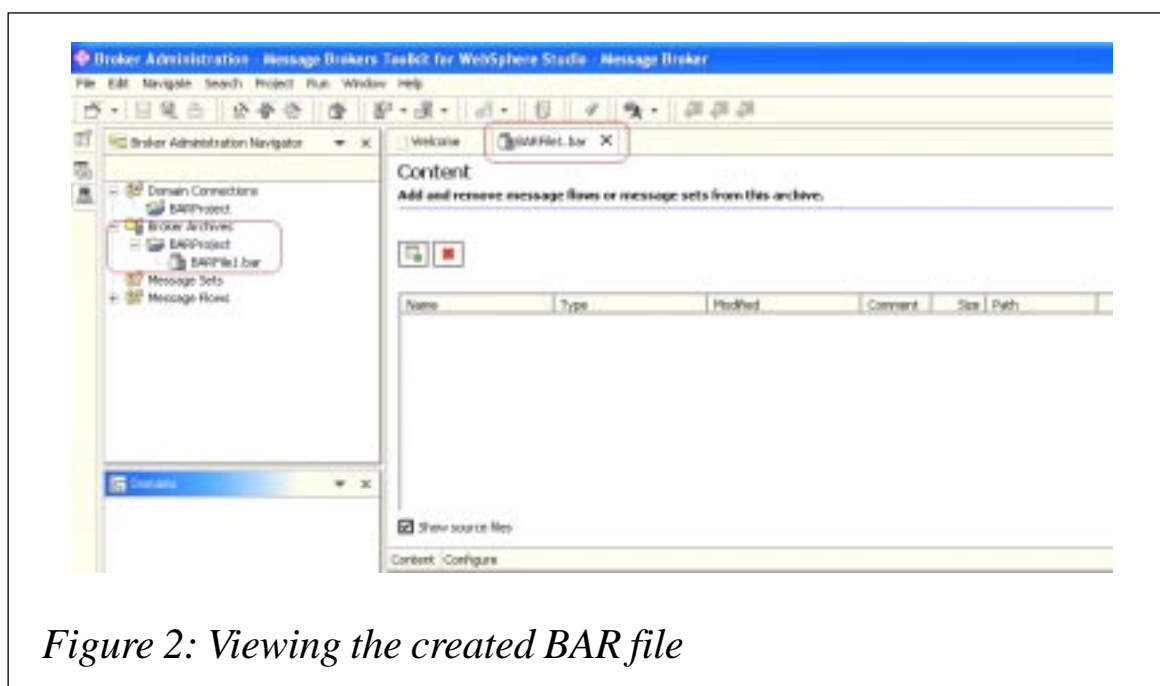 Broker Administration - Message Brokers Toolkit for WebSphere Studio - Message Broker
File Edit Navigate Search Project Run Window Help
Broker Administration Navigator
Welcome
BARFile1.bar
Content
Add and remove message flows or message sets from this archive.
Domain Connections
BARProject
Broker Archives
BARProject
BARFile1.bar
Message Sets
Message Flows
Name Type Modified Comment Size Path
Domains
Show source files
Content Configure
Figure 2: Viewing the created BAR file